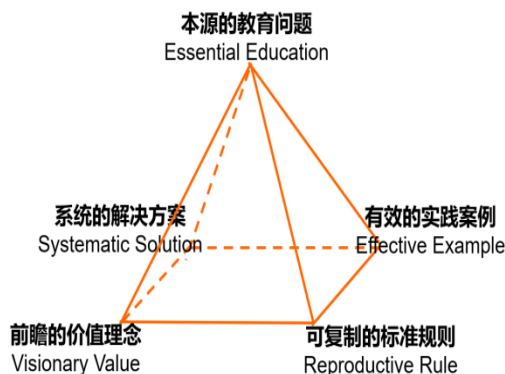 本源的教育问题
Essential Education
系统的解决方案
Systematic Solution
有效的实践案例
Effective Example
前瞻的价值理念
Visionary Value
可复制的标准规则
Reproductive Rule